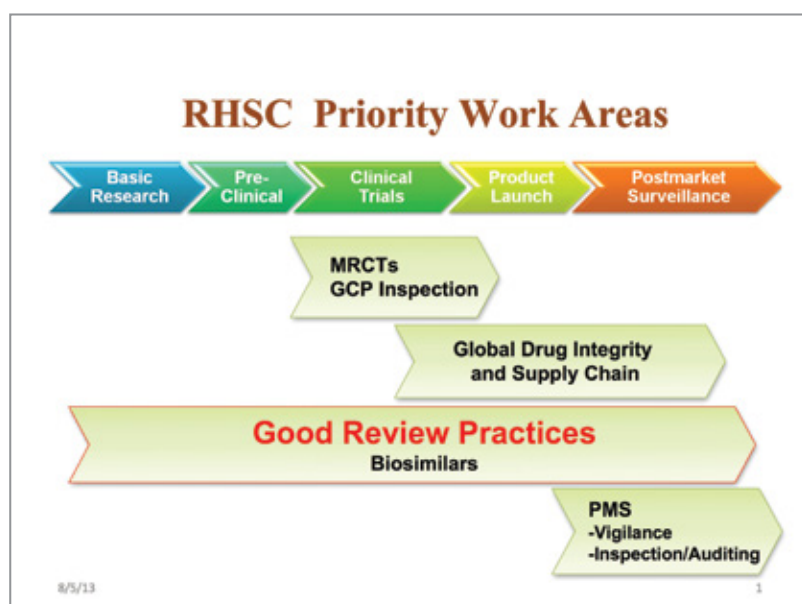 RHSC Priority Work Areas
Basic
Research
Pre-
Clinical
Clinical
Trials
Product
Launch
Postmarket
Surveillance
MRCTs
GCP Inspection
Global Drug Integrity
and Supply Chain
Good Review Practices
Biosimilars
PMS
-Vigilance
-Inspection/Auditing
8/5/13
1